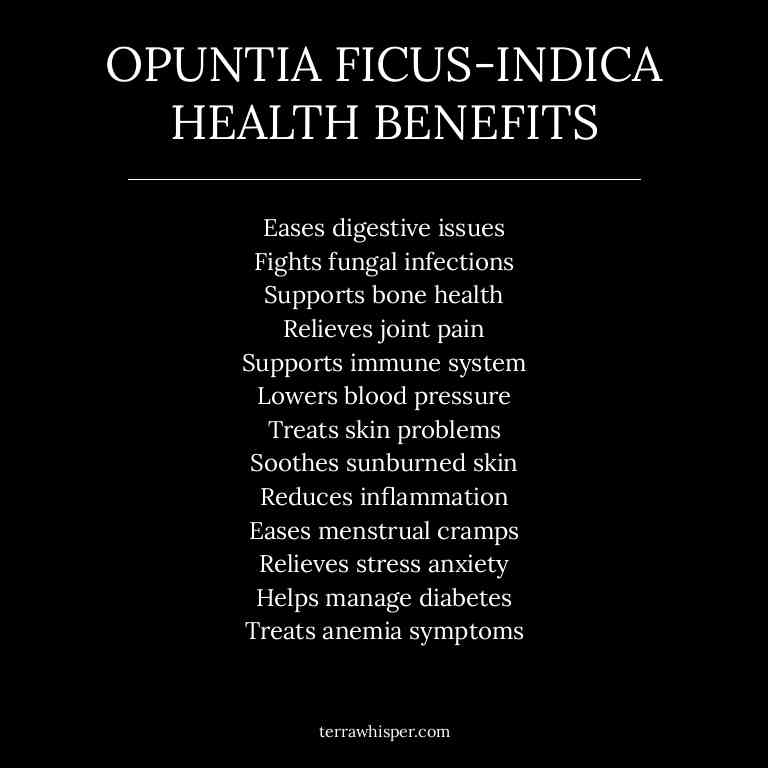 OPUNTIA FICUS-INDICA
HEALTH BENEFITS
Eases digestive issues
Fights fungal infections
Supports bone health
Relieves joint pain
Supports immune system
Lowers blood pressure
Treats skin problems
Soothes sunburned skin
Reduces inflammation
Eases menstrual cramps
Relieves stress anxiety
Helps manage diabetes
Treats anemia symptoms
terrawhisper.com